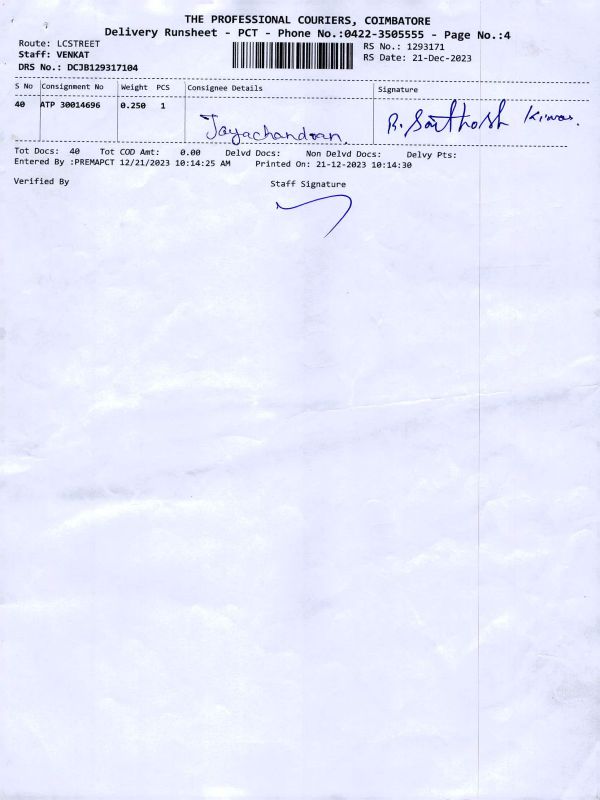 THE PROFESSIONAL COURIERS, COIMBATORE
Delivery Runsheet - PCT - Phone No.:0422-3505555 - Page No.:4
Route: LCSTREET
RS No.: 1293171
Staff: VENKAT
RS Date: 21-Dec-2023
DRS No.: DCJB129317104
S No Consignment No Weight PCS Consignee Details Signature
40 ATP 30014696 0.250 1
Jayachandran. R. Santhosh Kumar.
Tot Docs: 40 Tot COD Amt: 0.00 Delvd Docs: Non Delvd Docs: Delvy Pts:
Entered By :PREMAPCT 12/21/2023 10:14:25 AM Printed On: 21-12-2023 10:14:30
Verified By Staff Signature